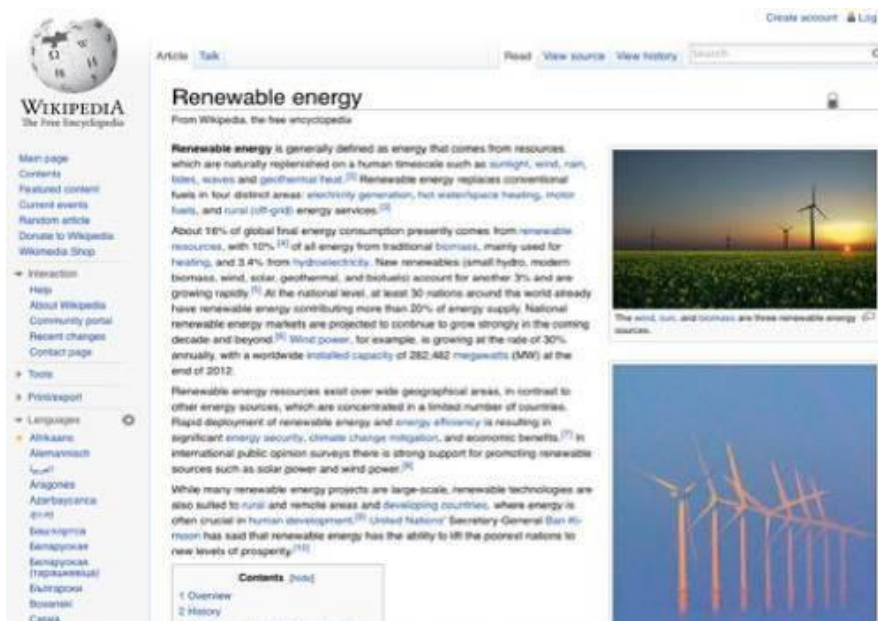 Create account Log
Article Talk Read View source View history Search
WIKIPEDIA
The Free Encyclopedia
Main page
Contents
Featured content
Current events
Random article
Donate to Wikipedia
Wikimedia Shop
Interaction
Help
About Wikipedia
Community portal
Recent changes
Contact page
Tools
Print/export
Languages
Afrikaans
Alemannisch
العربية
Aragonés
Azərbaycanca
বাংলা
Башҡортса
Беларуская
Беларуская
(тарашкевіца)
Български
Bosanski
Català
Renewable energy
From Wikipedia, the free encyclopedia
Renewable energy is generally defined as energy that comes from resources
which are naturally replenished on a human timescale such as sunlight, wind, rain,
tides, waves and geothermal heat. Renewable energy replaces conventional
fuels in four distinct areas: electricity generation, hot water/space heating, motor
fuels, and rural (off-grid) energy services.
About 16% of global final energy consumption presently comes from renewable
resources, with 10% [4] of all energy from traditional biomass, mainly used for
heating, and 3.4% from hydroelectricity. New renewables (small hydro, modern
biomass, wind, solar, geothermal, and biofuels) account for another 3% and are
growing rapidly.[5] At the national level, at least 30 nations around the world already
have renewable energy contributing more than 20% of energy supply. National
renewable energy markets are projected to continue to grow strongly in the coming
decade and beyond.[6] Wind power, for example, is growing at the rate of 30%
annually, with a worldwide installed capacity of 282,482 megawatts (MW) at the
end of 2012.
Renewable energy resources exist over wide geographical areas, in contrast to
other energy sources, which are concentrated in a limited number of countries.
Rapid deployment of renewable energy and energy efficiency is resulting in
significant energy security, climate change mitigation, and economic benefits.[7] In
international public opinion surveys there is strong support for promoting renewable
sources such as solar power and wind power.[8]
While many renewable energy projects are large-scale, renewable technologies are
also suited to rural and remote areas and developing countries, where energy is
often crucial in human development.[9] United Nations' Secretary-General Ban Ki-
moon has said that renewable energy has the ability to lift the poorest nations to
new levels of prosperity.[10]
Contents [hide]
1 Overview
2 History
The wind, sun, and biomass are three renewable energy
sources.